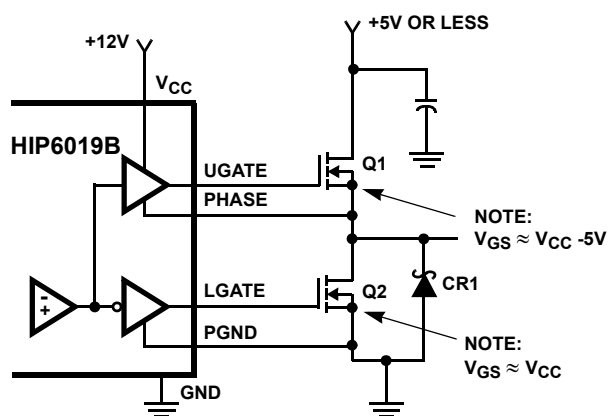 +5V OR LESS
+12V
VCC
HIP6019B
UGATE
Q1
PHASE
NOTE:
VGS ≈ VCC -5V
- +
LGATE
Q2
CR1
PGND
NOTE:
VGS ≈ VCC
GND